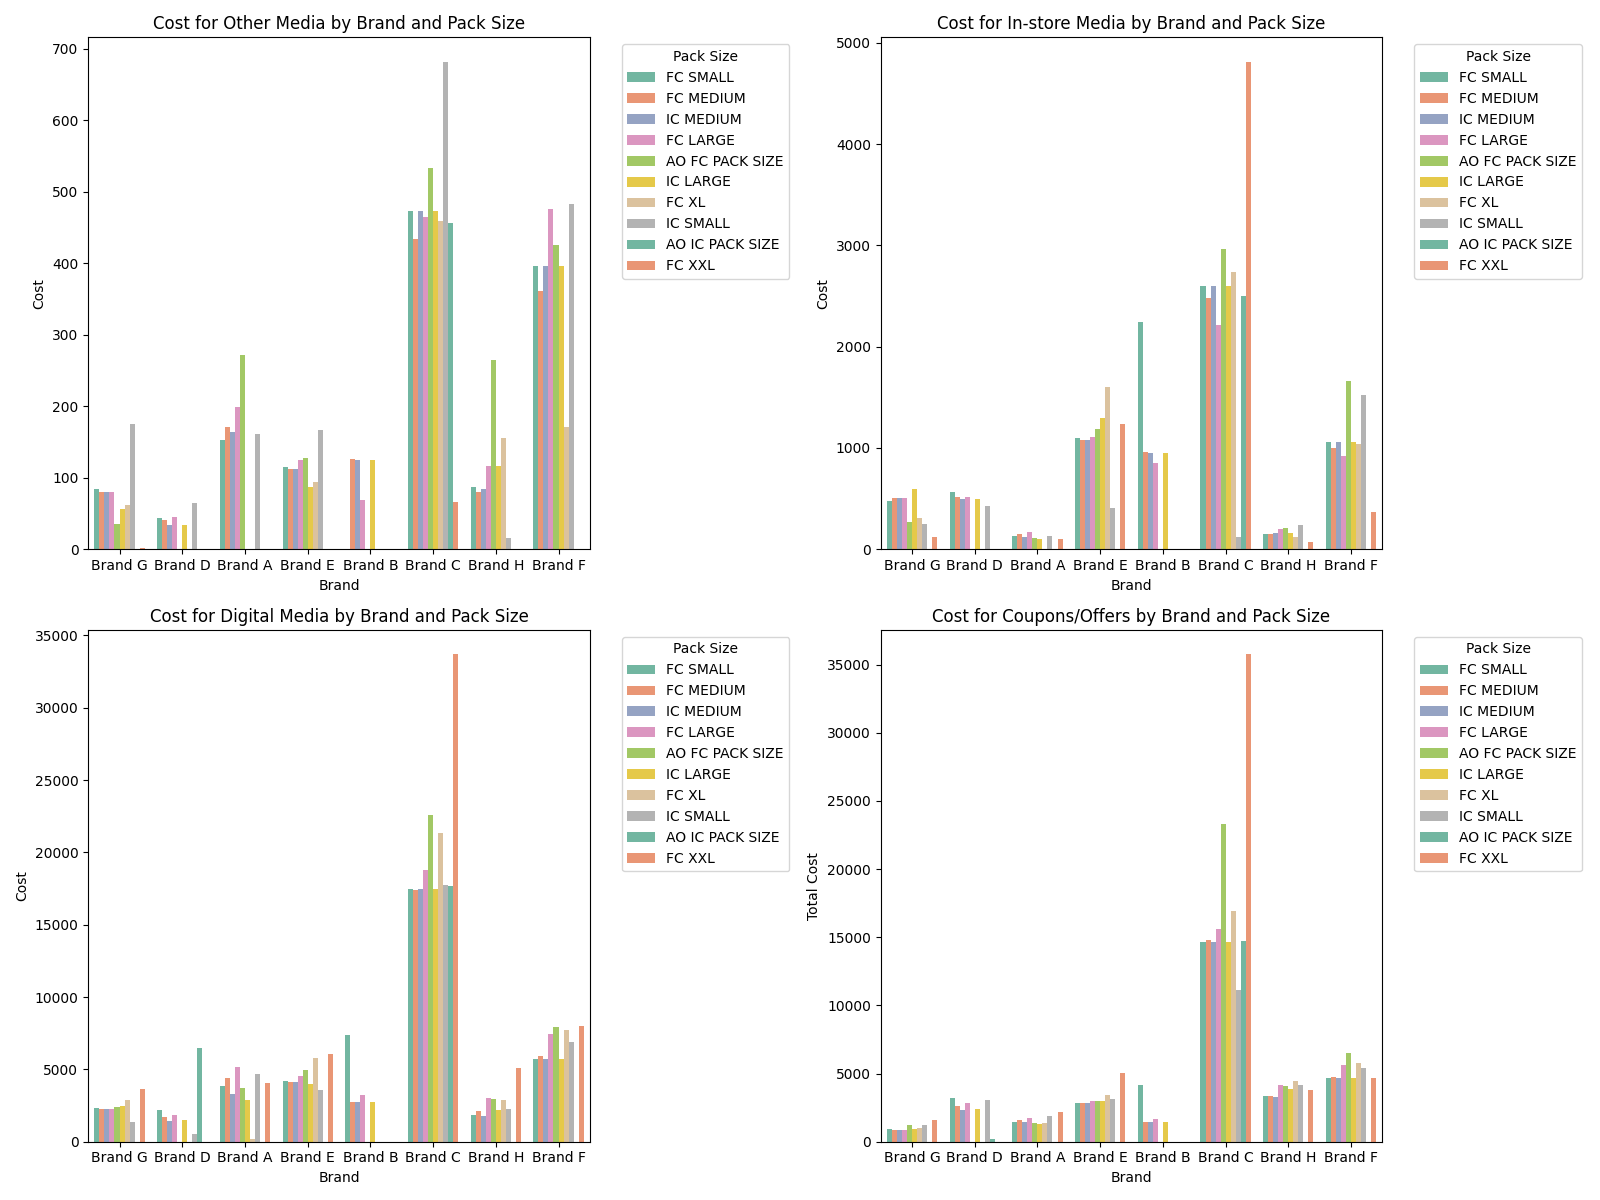 Cost for Other Media by Brand and Pack Size
700
600
500
400
300
200
100
0
Cost
Brand G Brand D Brand A Brand E Brand B Brand C Brand H Brand F
Brand
Pack Size
FC SMALL
FC MEDIUM
IC MEDIUM
FC LARGE
AO FC PACK SIZE
IC LARGE
FC XL
IC SMALL
AO IC PACK SIZE
FC XXL
Cost for In-store Media by Brand and Pack Size
5000
4000
3000
2000
1000
0
Cost
Brand G Brand D Brand A Brand E Brand B Brand C Brand H Brand F
Brand
Pack Size
FC SMALL
FC MEDIUM
IC MEDIUM
FC LARGE
AO FC PACK SIZE
IC LARGE
FC XL
IC SMALL
AO IC PACK SIZE
FC XXL
Cost for Digital Media by Brand and Pack Size
35000
30000
25000
20000
15000
10000
5000
0
Cost
Brand G Brand D Brand A Brand E Brand B Brand C Brand H Brand F
Brand
Pack Size
FC SMALL
FC MEDIUM
IC MEDIUM
FC LARGE
AO FC PACK SIZE
IC LARGE
FC XL
IC SMALL
AO IC PACK SIZE
FC XXL
Cost for Coupons/Offers by Brand and Pack Size
35000
30000
25000
20000
15000
10000
5000
0
Total Cost
Brand G Brand D Brand A Brand E Brand B Brand C Brand H Brand F
Brand
Pack Size
FC SMALL
FC MEDIUM
IC MEDIUM
FC LARGE
AO FC PACK SIZE
IC LARGE
FC XL
IC SMALL
AO IC PACK SIZE
FC XXL